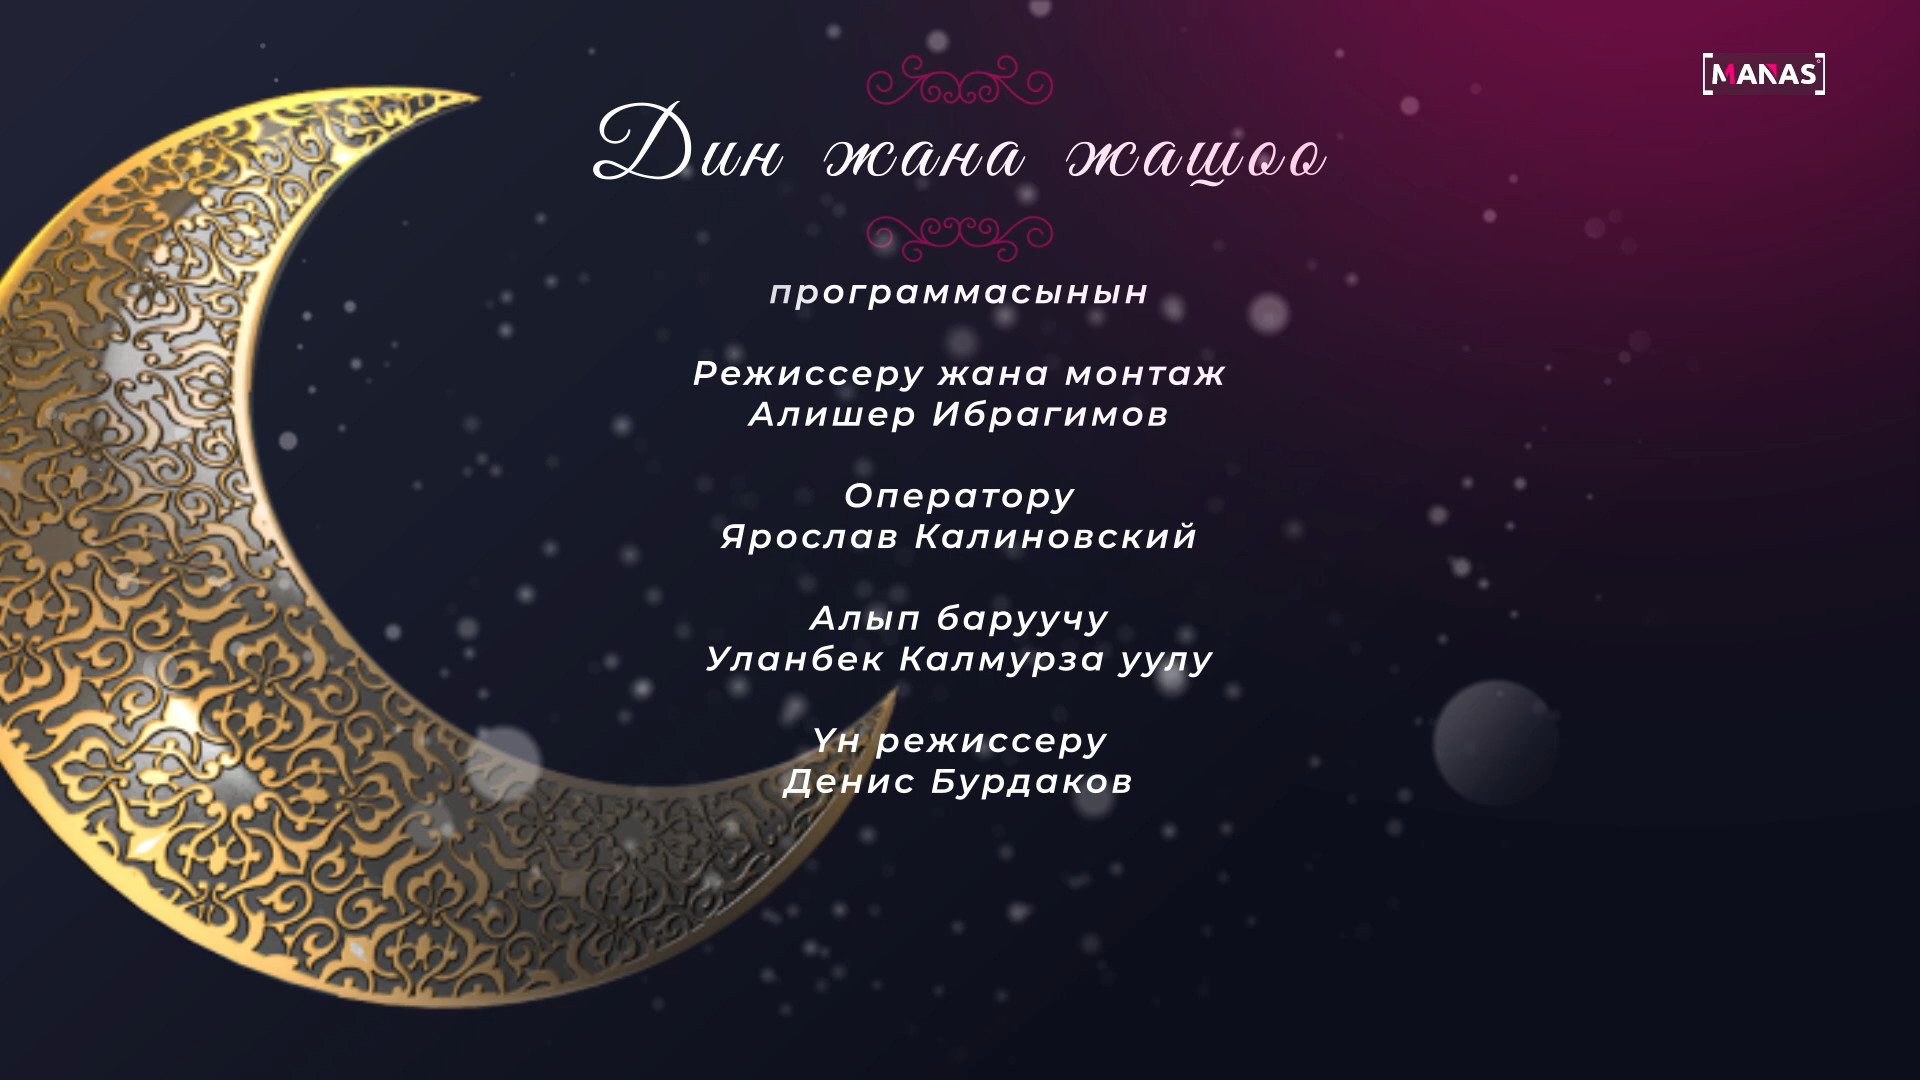 MANAS
Дин жана жашоо
программасынын
Режиссеру жана монтаж
Алишер Ибрагимов
Оператору
Ярослав Калиновский
Алып баруучу
Уланбек Калмурза уулу
Үн режиссеру
Денис Бурдаков